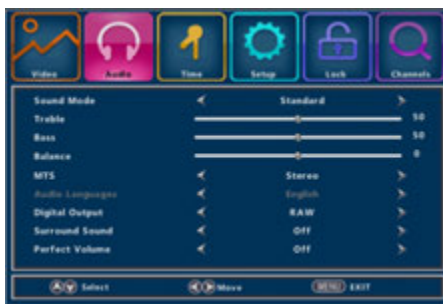 Video Audio Time Setup Lock Channels
Sound Mode Standard
Treble 50
Bass 50
Balance 0
MTS Stereo
Audio Languages English
Digital Output RAW
Surround Sound Off
Perfect Volume Off
Select Move MENU EXIT